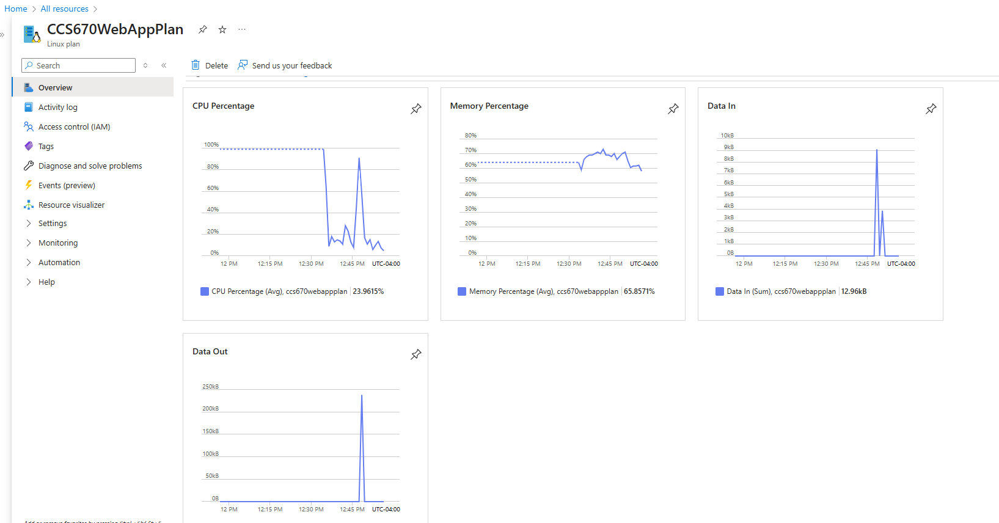 Home > All resources >
CCS670WebAppPlan
Linux plan
Search
Delete
Send us your feedback
Overview
Activity log
Access control (IAM)
Tags
Diagnose and solve problems
Events (preview)
Resource visualizer
Settings
Monitoring
Automation
Help
CPU Percentage
100%
80%
60%
40%
20%
0%
12 PM 12:15 PM 12:30 PM 12:45 PM UTC-04:00
CPU Percentage (Avg), ccs670webappplan 23.9615%
Memory Percentage
80%
70%
60%
50%
40%
30%
20%
10%
0%
12 PM 12:15 PM 12:30 PM 12:45 PM UTC-04:00
Memory Percentage (Avg), ccs670webappplan 65.8571%
Data In
10kB
9kB
8kB
7kB
6kB
5kB
4kB
3kB
2kB
1kB
0B
12 PM 12:15 PM 12:30 PM 12:45 PM UTC-04:00
Data In (Sum), ccs670webappplan 12.96kB
Data Out
250kB
200kB
150kB
100kB
50kB
0B
12 PM 12:15 PM 12:30 PM 12:45 PM UTC-04:00